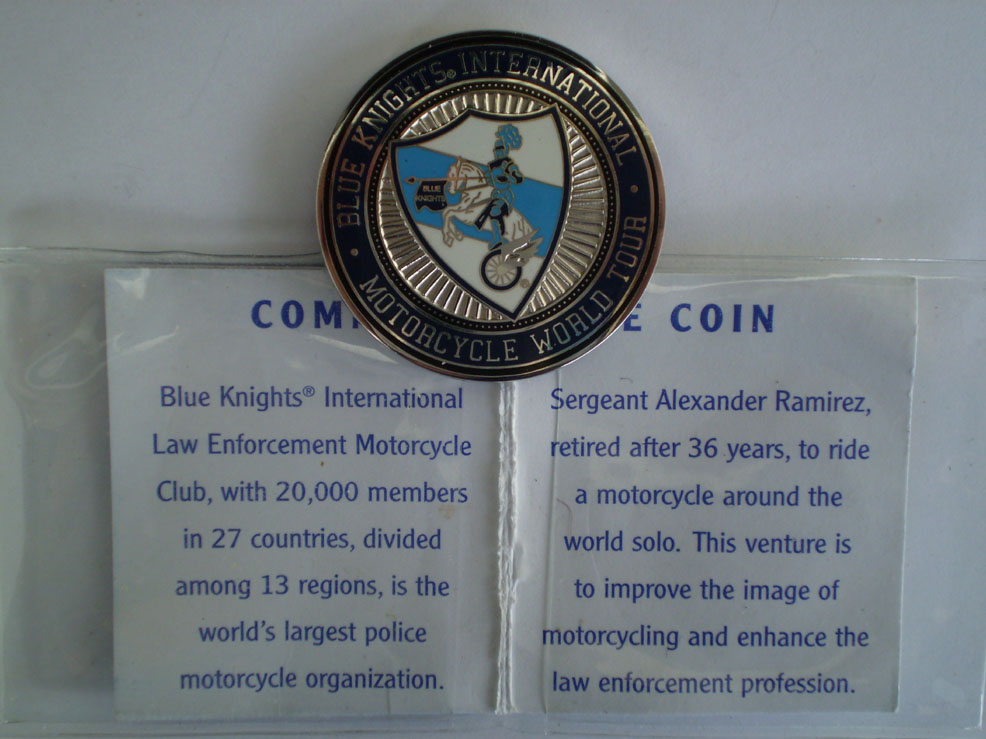 BLUE KNIGHTS® INTERNATIONAL
MOTORCYCLE WORLD TOUR
BLUE
KNIGHTS
®
COM E COIN
Blue Knights® International
Law Enforcement Motorcycle
Club, with 20,000 members
in 27 countries, divided
among 13 regions, is the
world's largest police
motorcycle organization.
Sergeant Alexander Ramirez,
retired after 36 years, to ride
a motorcycle around the
world solo. This venture is
to improve the image of
motorcycling and enhance the
law enforcement profession.